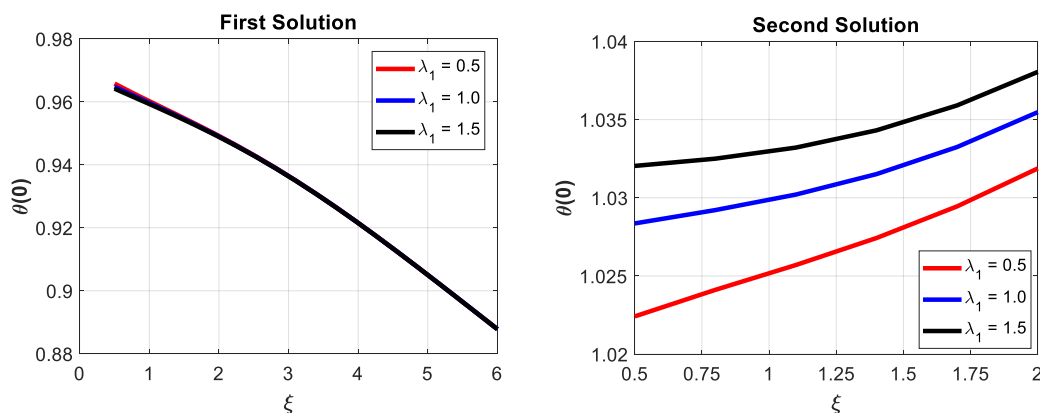 First Solution
0.98
0.96
0.94
0.92
0.9
0.88
θ(0)
0 1 2 3 4 5 6
ξ
λ1 = 0.5
λ1 = 1.0
λ1 = 1.5
Second Solution
1.04
1.035
1.03
1.025
1.02
θ(0)
0.5 0.75 1 1.25 1.5 1.75 2
ξ
λ1 = 0.5
λ1 = 1.0
λ1 = 1.5